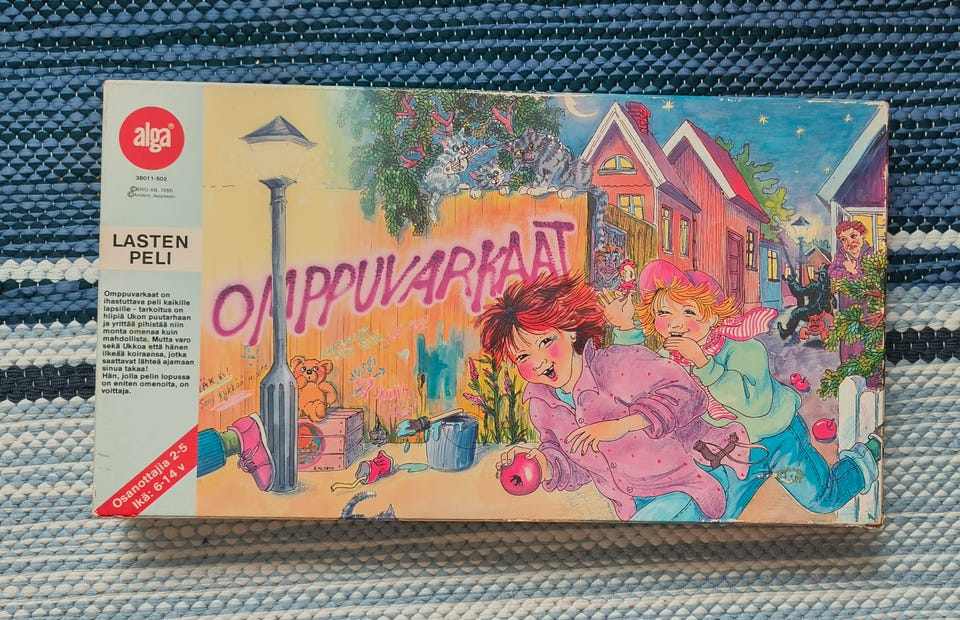 alga®
38011-502
©BRIO AB, 1988
©Anders Jeppsson
LASTEN
PELI
Omppuvarkaat on
ihastuttava peli kaikille
lapsille - tarkoitus on
hiipiä Ukon puutarhaan
ja yrittää pihistää niin
monta omenaa kuin
mahdollista. Mutta varo
sekä Ukkoa että hänen
ilkeää koiraansa, jotka
saattavat lähteä ajamaan
sinua takaa!
Hän, jolla pelin lopussa
on eniten omenoita, on
voittaja.
Osanottajia 2-5
Ikä: 6-14 v
OMPPUVARKAAT